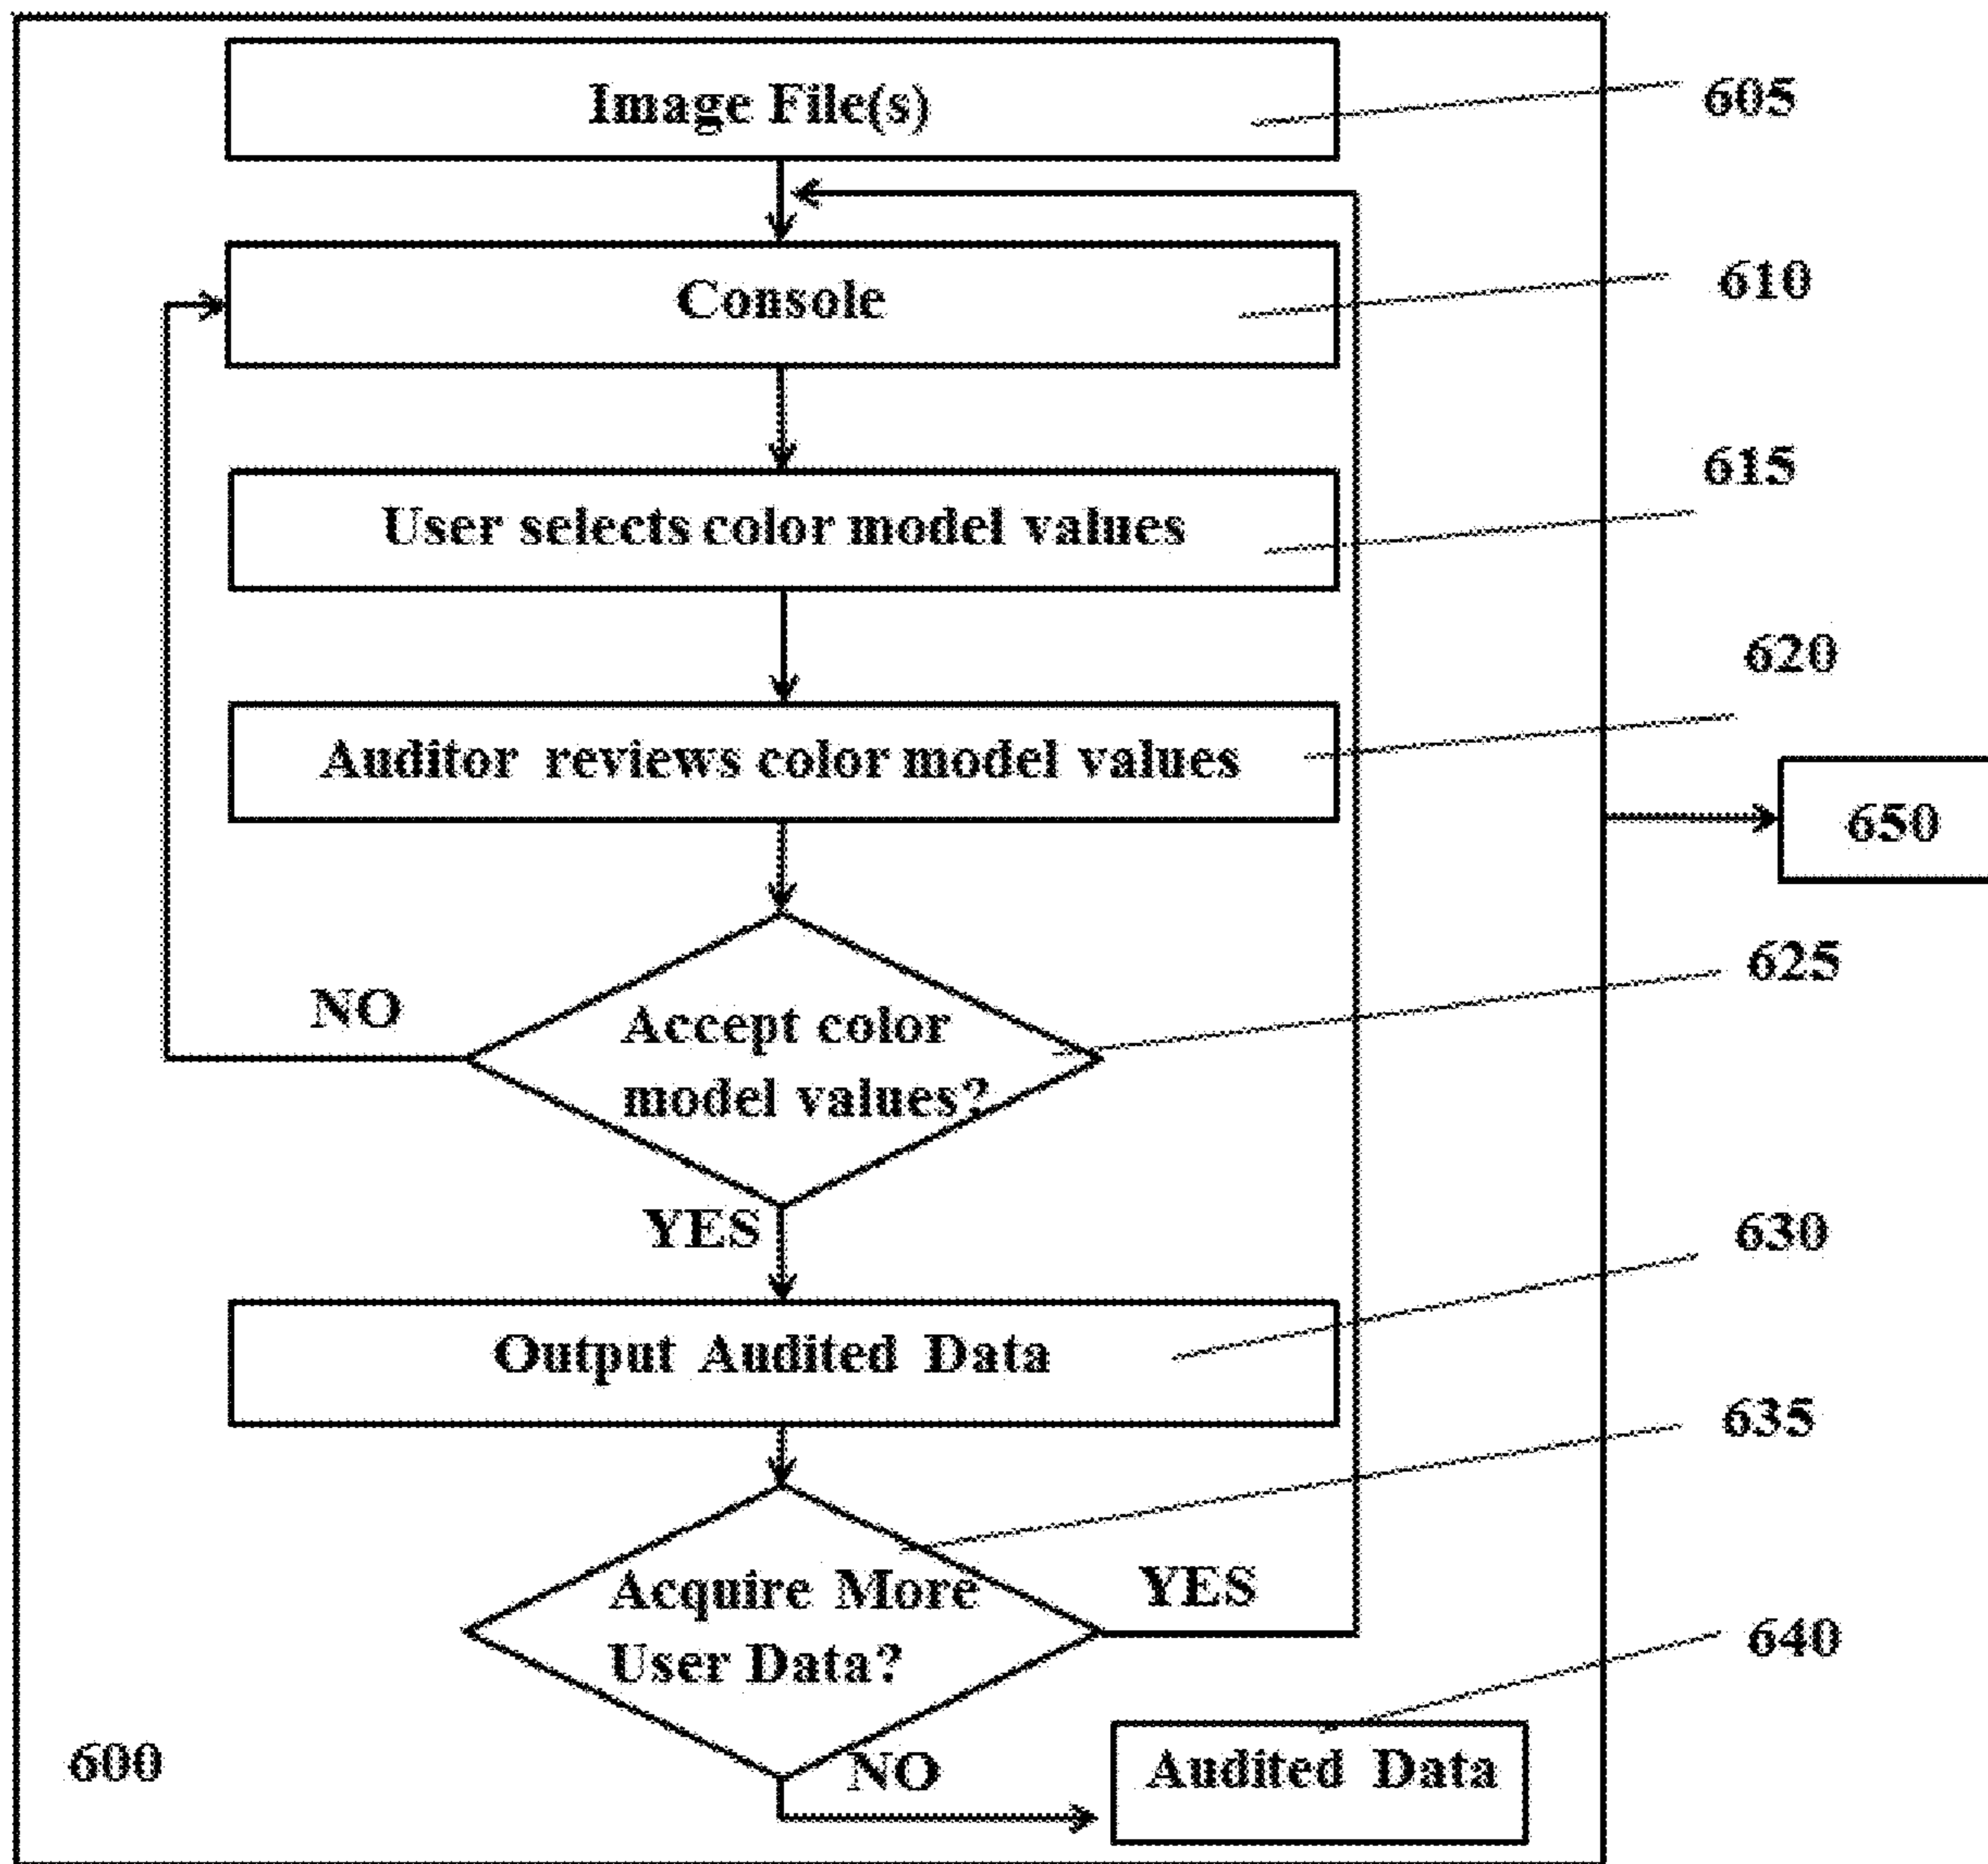 Image File(s)
605
Console
610
User selects color model values
615
Auditor reviews color model values
620
650
Accept color
model values?
625
NO
YES
Output Audited Data
630
Acquire More
User Data?
635
YES
NO
Audited Data
640
600